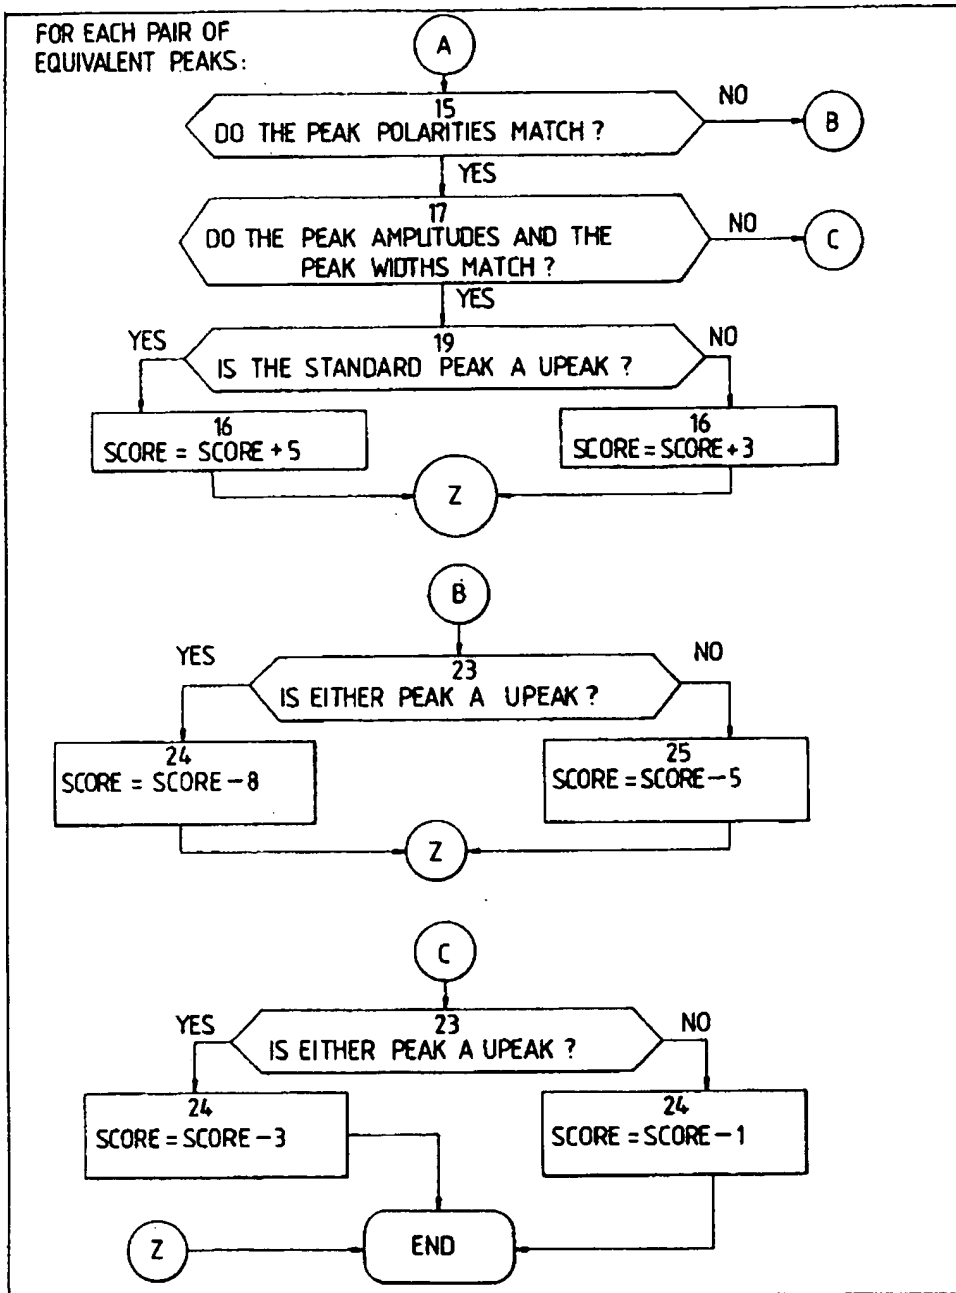 FOR EACH PAIR OF
EQUIVALENT PEAKS:
A
15
DO THE PEAK POLARITIES MATCH?
NO
B
YES
17
DO THE PEAK AMPLITUDES AND THE
PEAK WIDTHS MATCH?
NO
C
YES
YES
19
IS THE STANDARD PEAK A UPEAK?
NO
16
SCORE = SCORE + 5
16
SCORE = SCORE + 3
Z
B
YES
23
IS EITHER PEAK A UPEAK?
NO
24
SCORE = SCORE - 8
25
SCORE = SCORE - 5
Z
C
YES
23
IS EITHER PEAK A UPEAK?
NO
24
SCORE = SCORE - 3
24
SCORE = SCORE - 1
Z
END